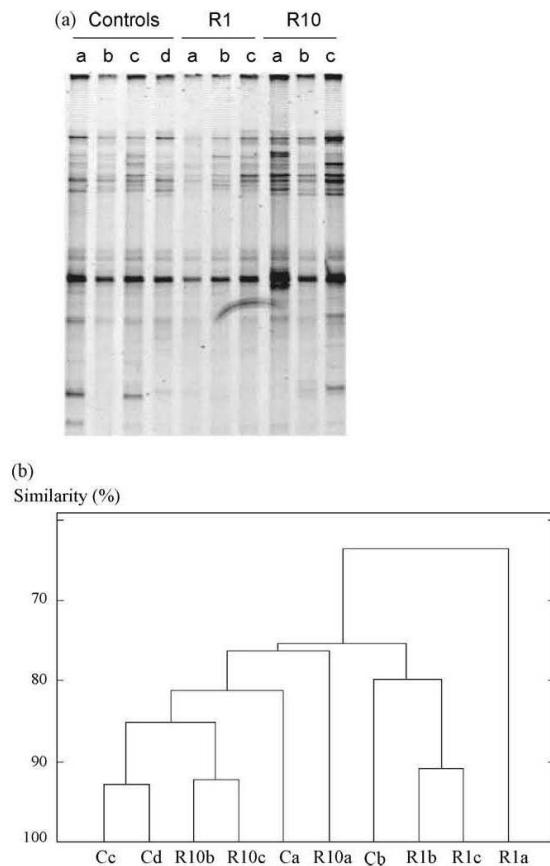 (a) Controls R1 R10
a b c d a b c a b c
(b)
Similarity (%)
70
80
90
100
Cc Cd R10b R10c Ca R10a Cb R1b R1c R1a